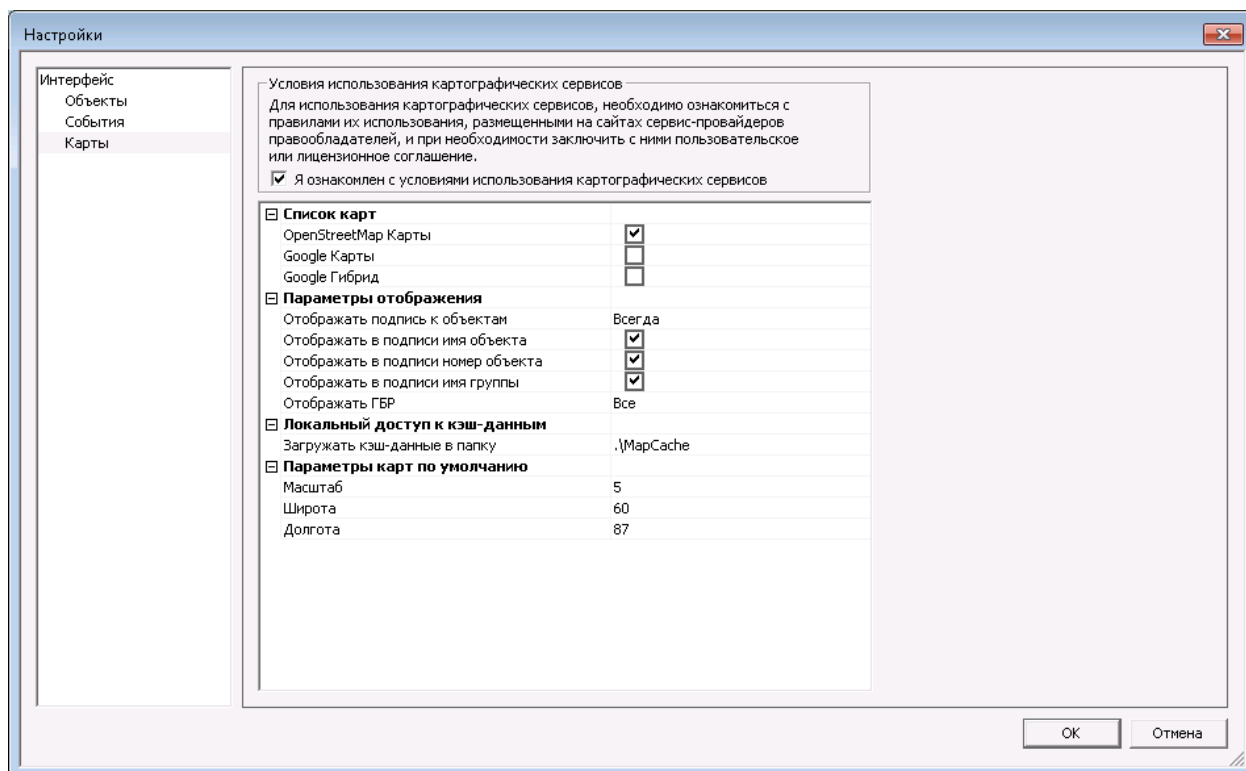 Настройки
Интерфейс
Объекты
События
Карты
Условия использования картографических сервисов
Для использования картографических сервисов, необходимо ознакомиться с
правилами их использования, размещенными на сайтах сервис-провайдеров
правообладателей, и при необходимости заключить с ними пользовательское
или лицензионное соглашение.
Я ознакомлен с условиями использования картографических сервисов
Список карт
OpenStreetMap Карты
Google Карты
Google Гибрид
Параметры отображения
Отображать подпись к объектам Всегда
Отображать в подписи имя объекта
Отображать в подписи номер объекта
Отображать в подписи имя группы
Отображать ГБР Все
Локальный доступ к кэш-данным
Загружать кэш-данные в папку .\MapCache
Параметры карт по умолчанию
Масштаб 5
Широта 60
Долгота 87
OK Отмена